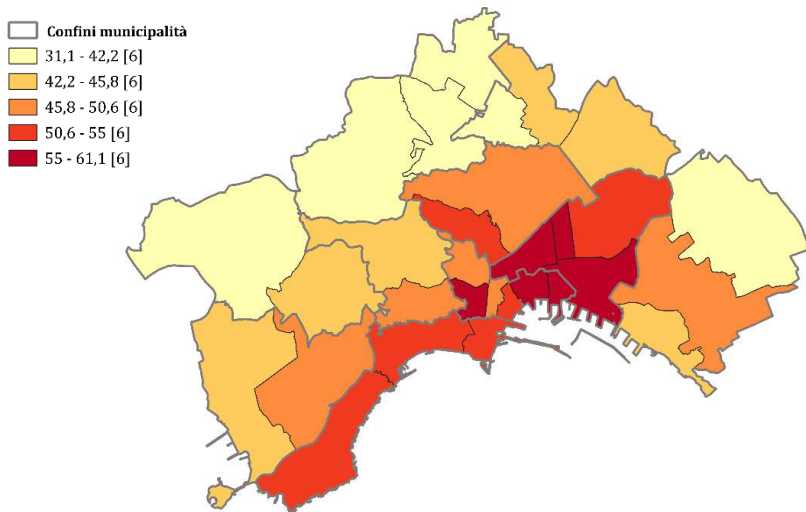 Confini municipalità
31,1 - 42,2 [6]
42,2 - 45,8 [6]
45,8 - 50,6 [6]
50,6 - 55 [6]
55 - 61,1 [6]